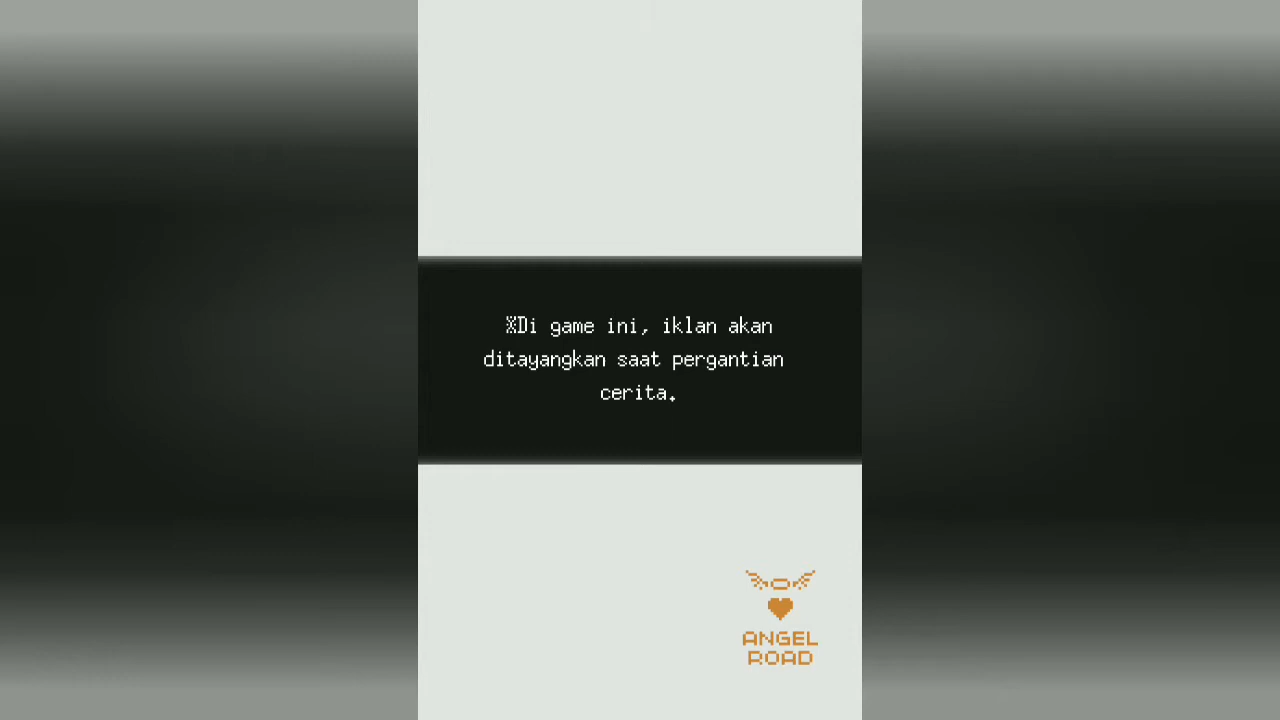 ※Di game ini, iklan akan
ditayangkan saat pergantian
cerita.
ANGEL
ROAD